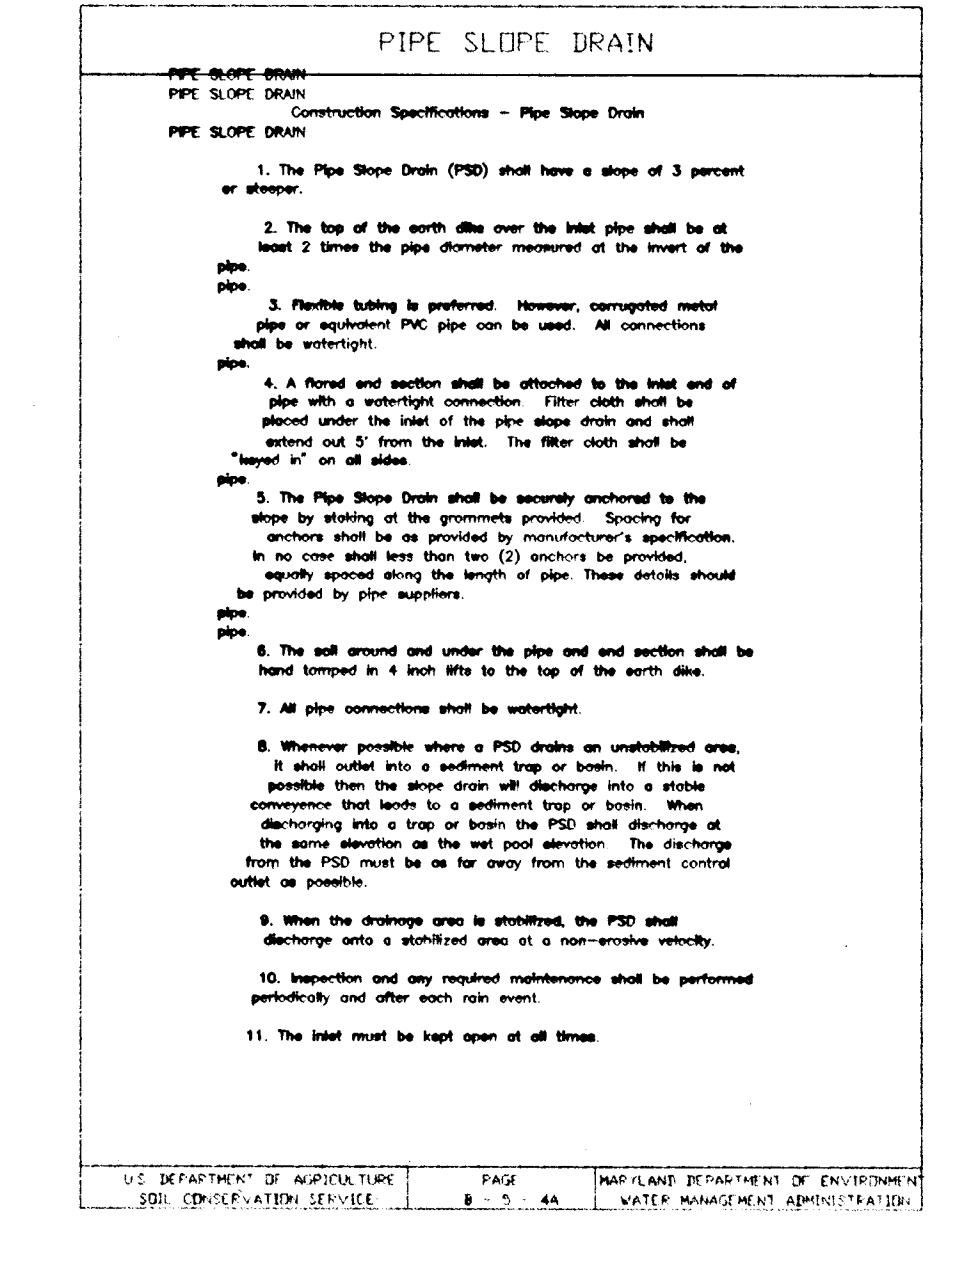 PIPE SLOPE DRAIN
PIPE SLOPE DRAIN
PIPE SLOPE DRAIN
Construction Specifications - Pipe Slope Drain
PIPE SLOPE DRAIN
1. The Pipe Slope Drain (PSD) shall have a slope of 3 percent
or steeper.
2. The top of the earth dike over the inlet pipe shall be at
least 2 times the pipe diameter measured at the invert of the
pipe.
pipe.
3. Flexible tubing is preferred. However, corrugated metal
pipe or equivalent PVC pipe can be used. All connections
shall be watertight.
pipe.
4. A flared end section shall be attached to the inlet end of
pipe with a watertight connection. Filter cloth shall be
placed under the inlet of the pipe slope drain and shall
extend out 5' from the inlet. The filter cloth shall be
"keyed in" on all sides.
pipe.
5. The Pipe Slope Drain shall be securely anchored to the
slope by staking at the grommets provided. Spacing for
anchors shall be as provided by manufacturer's specification.
In no case shall less than two (2) anchors be provided,
equally spaced along the length of pipe. These details should
be provided by pipe suppliers.
pipe.
pipe.
6. The soil around and under the pipe and end section shall be
hand tamped in 4 inch lifts to the top of the earth dike.
7. All pipe connections shall be watertight.
8. Whenever possible where a PSD drains an unstabilized area,
it shall outlet into a sediment trap or basin. If this is not
possible then the slope drain will discharge into a stable
conveyence that leads to a sediment trap or basin. When
discharging into a trap or basin the PSD shall discharge at
the same elevation as the wet pool elevation. The discharge
from the PSD must be as far away from the sediment control
outlet as possible.
9. When the drainage area is stabilized, the PSD shall
discharge onto a stabilized area at a non-erosive velocity.
10. Inspection and any required maintenance shall be performed
periodically and after each rain event.
11. The inlet must be kept open at all times.
U.S. DEPARTMENT OF AGRICULTURE
SOIL CONSERVATION SERVICE
PAGE
B - 5 - 4A
MARYLAND DEPARTMENT OF ENVIRONMENT
WATER MANAGEMENT ADMINISTRATION